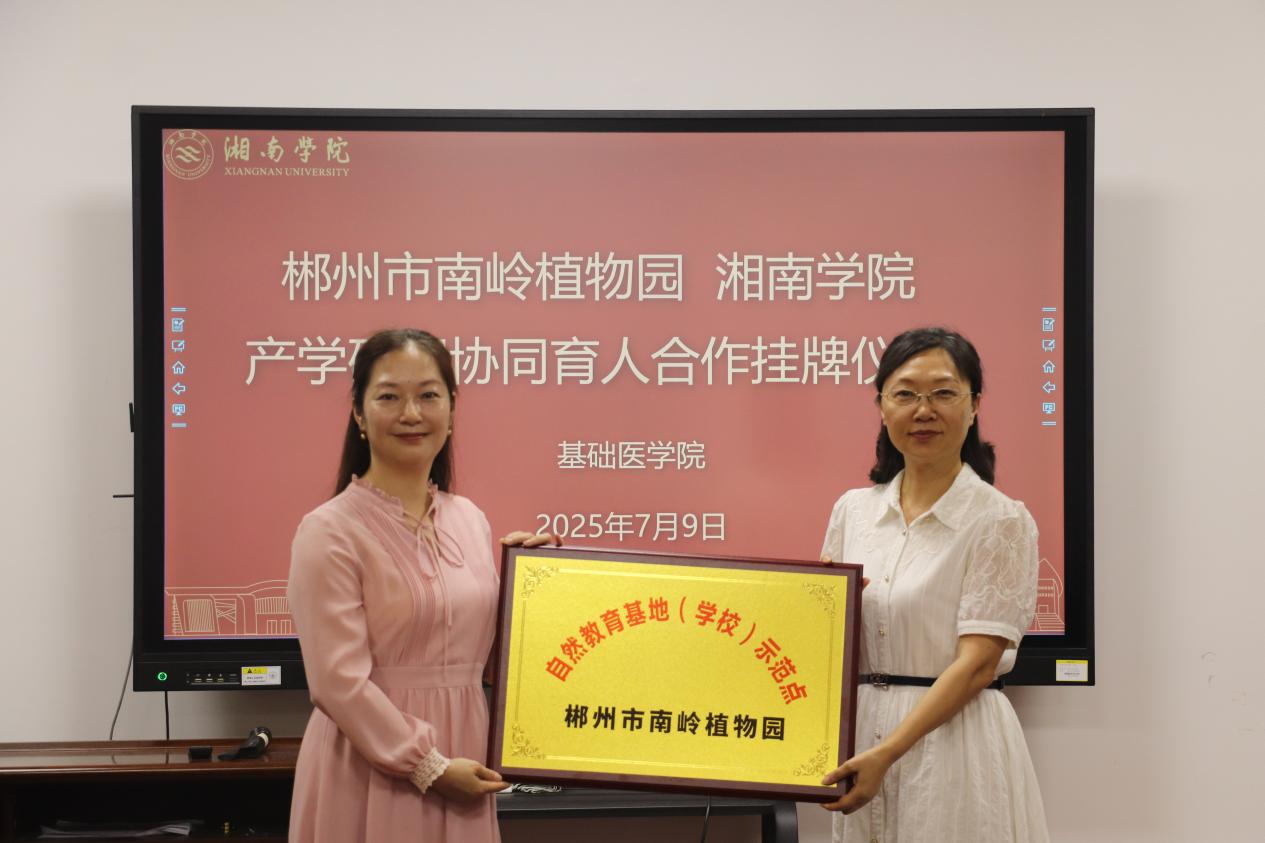 湘南學院
XIANGNAN UNIVERSITY
郴州市南岭植物园 湘南学院
产学 协同育人合作挂牌仪
基础医学院
2025年7月9日
自然教育基地(学校)示范点
郴州市南岭植物园